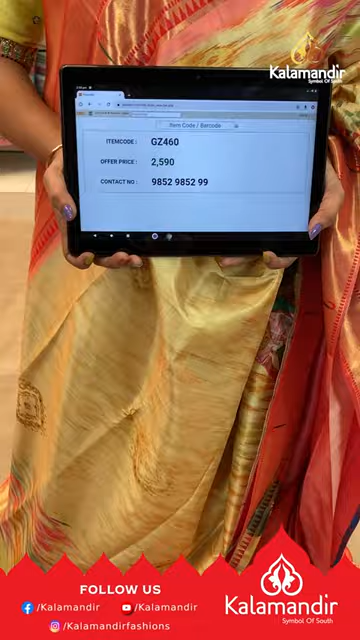 Kalamandir
Symbol Of South
Item Code / Barcode
ITEMCODE : GZ460
OFFER PRICE : 2,590
CONTACT NO : 9852 9852 99
FOLLOW US
/Kalamandir /Kalamandir
/Kalamandirfashions
Kalamandir
Symbol Of South